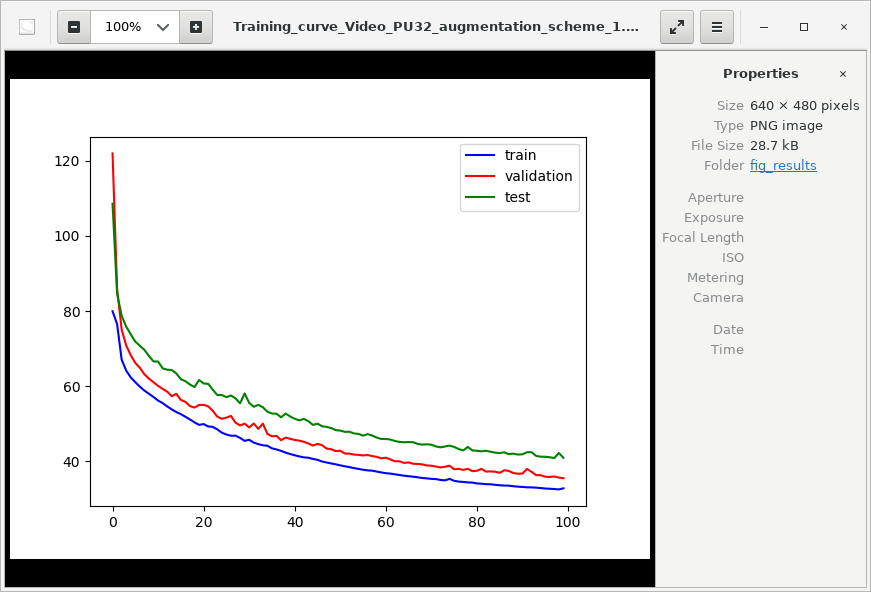 100%
Training_curve_Video_PU32_augmentation_scheme_1....
Properties
Size 640 × 480 pixels
Type PNG image
File Size 28.7 kB
Folder fig_results
Aperture
Exposure
Focal Length
ISO
Metering
Camera
Date
Time
train
validation
test
120
100
80
60
40
0 20 40 60 80 100